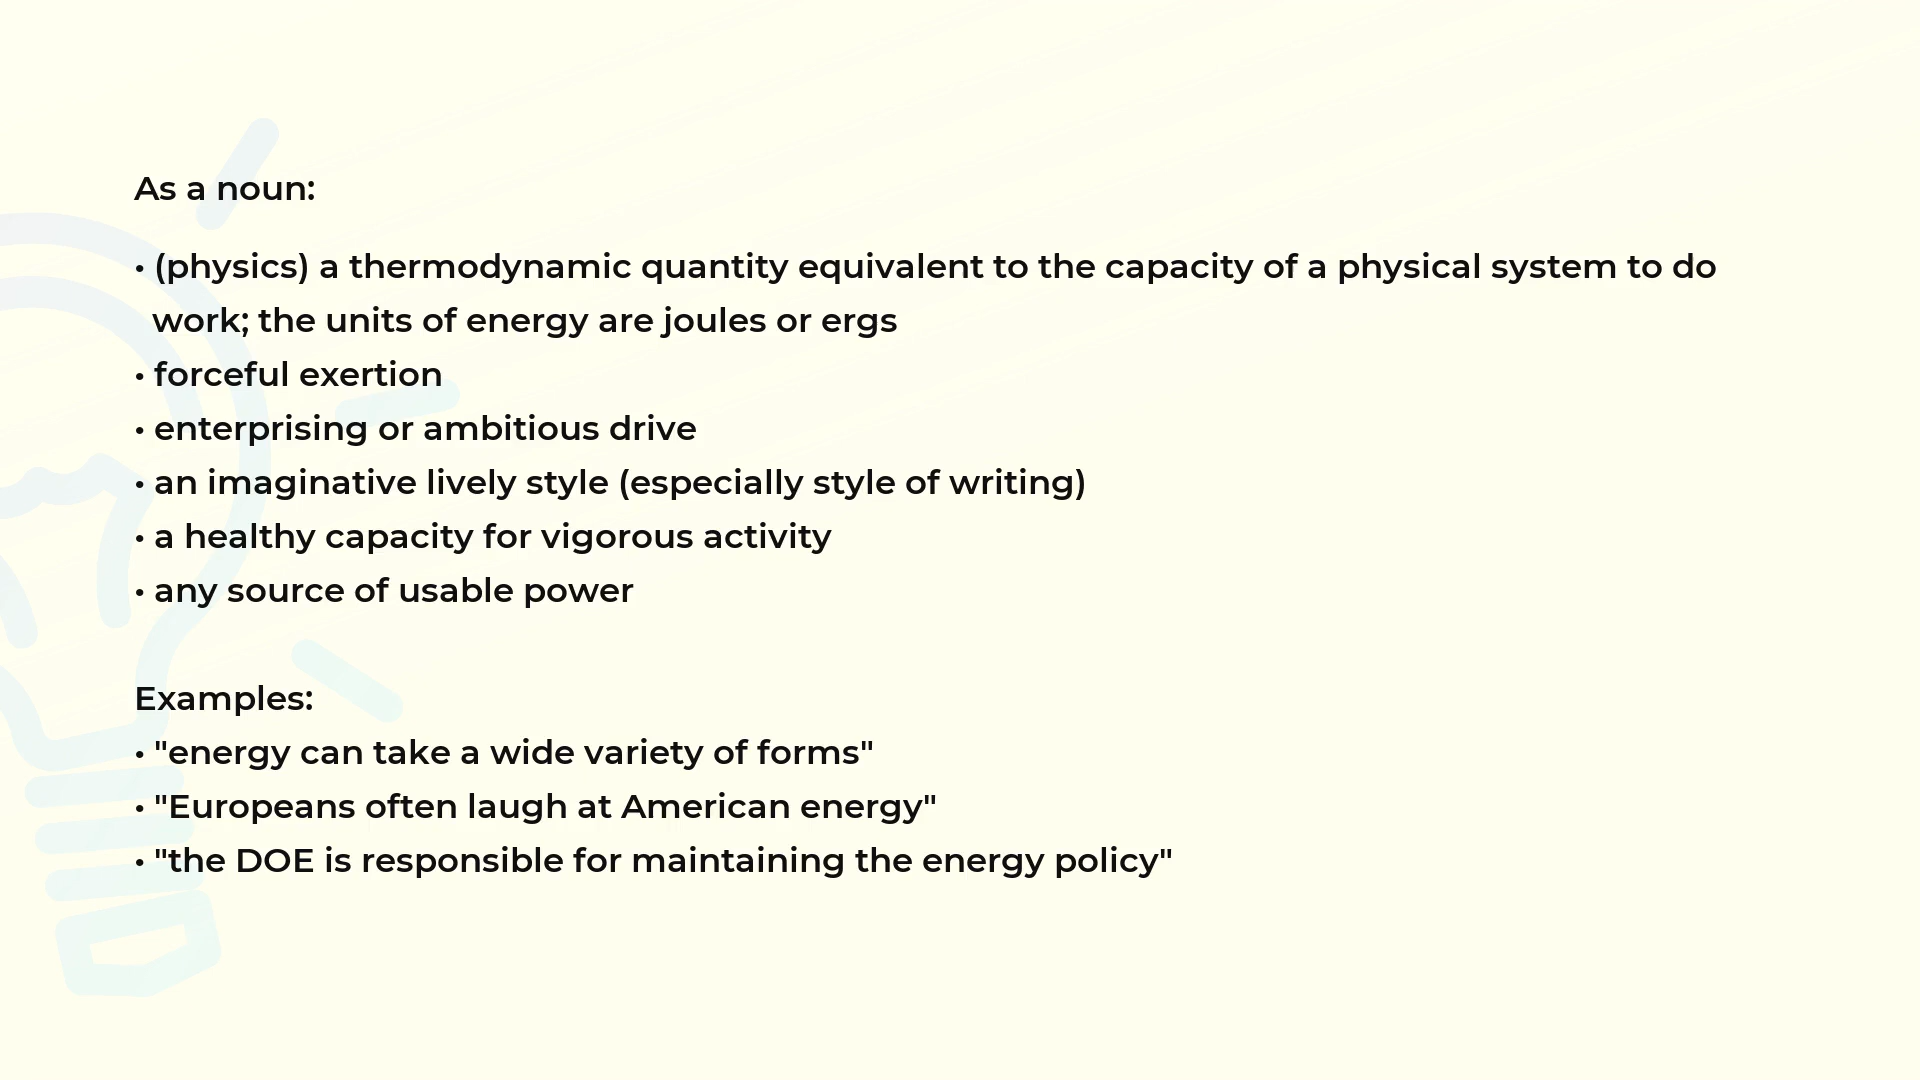 As a noun:
• (physics) a thermodynamic quantity equivalent to the capacity of a physical system to do
work; the units of energy are joules or ergs
• forceful exertion
• enterprising or ambitious drive
• an imaginative lively style (especially style of writing)
• a healthy capacity for vigorous activity
• any source of usable power
Examples:
• "energy can take a wide variety of forms"
• "Europeans often laugh at American energy"
• "the DOE is responsible for maintaining the energy policy"